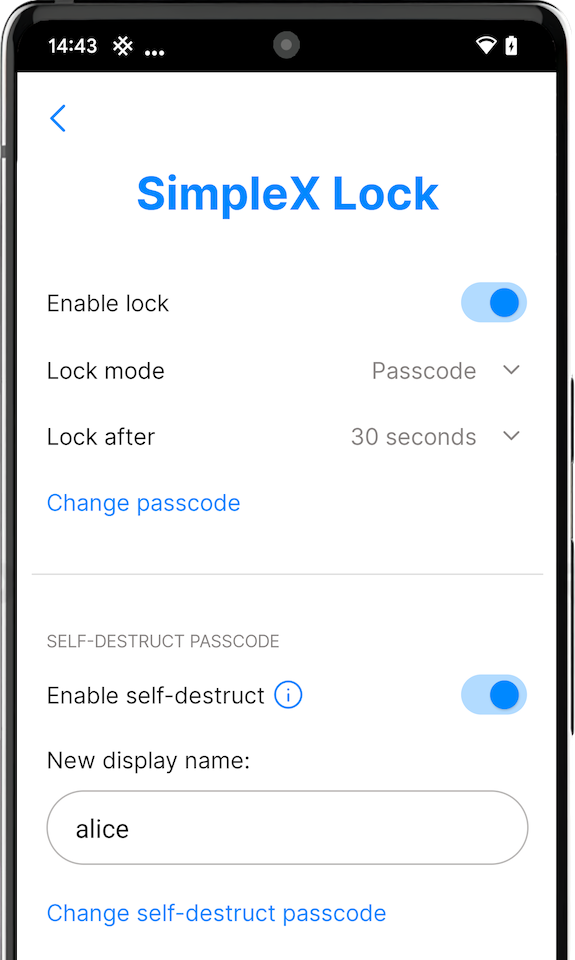 14:43
SimpleX Lock
Enable lock
Lock mode Passcode
Lock after 30 seconds
Change passcode
SELF-DESTRUCT PASSCODE
Enable self-destruct
New display name:
alice
Change self-destruct passcode